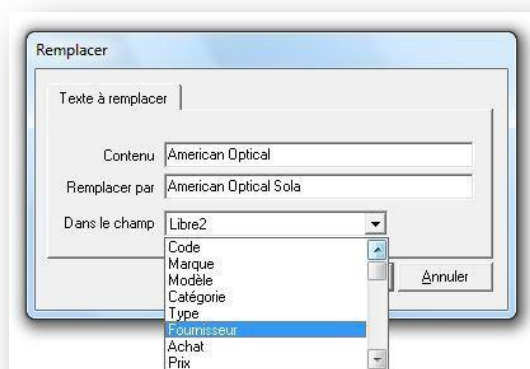 Remplacer
Texte à remplacer
Contenu American Optical
Remplacer par American Optical Sola
Dans le champ Libre2
Code
Marque
Modèle
Catégorie
Type
Fournisseur
Achat
Prix
Annuler